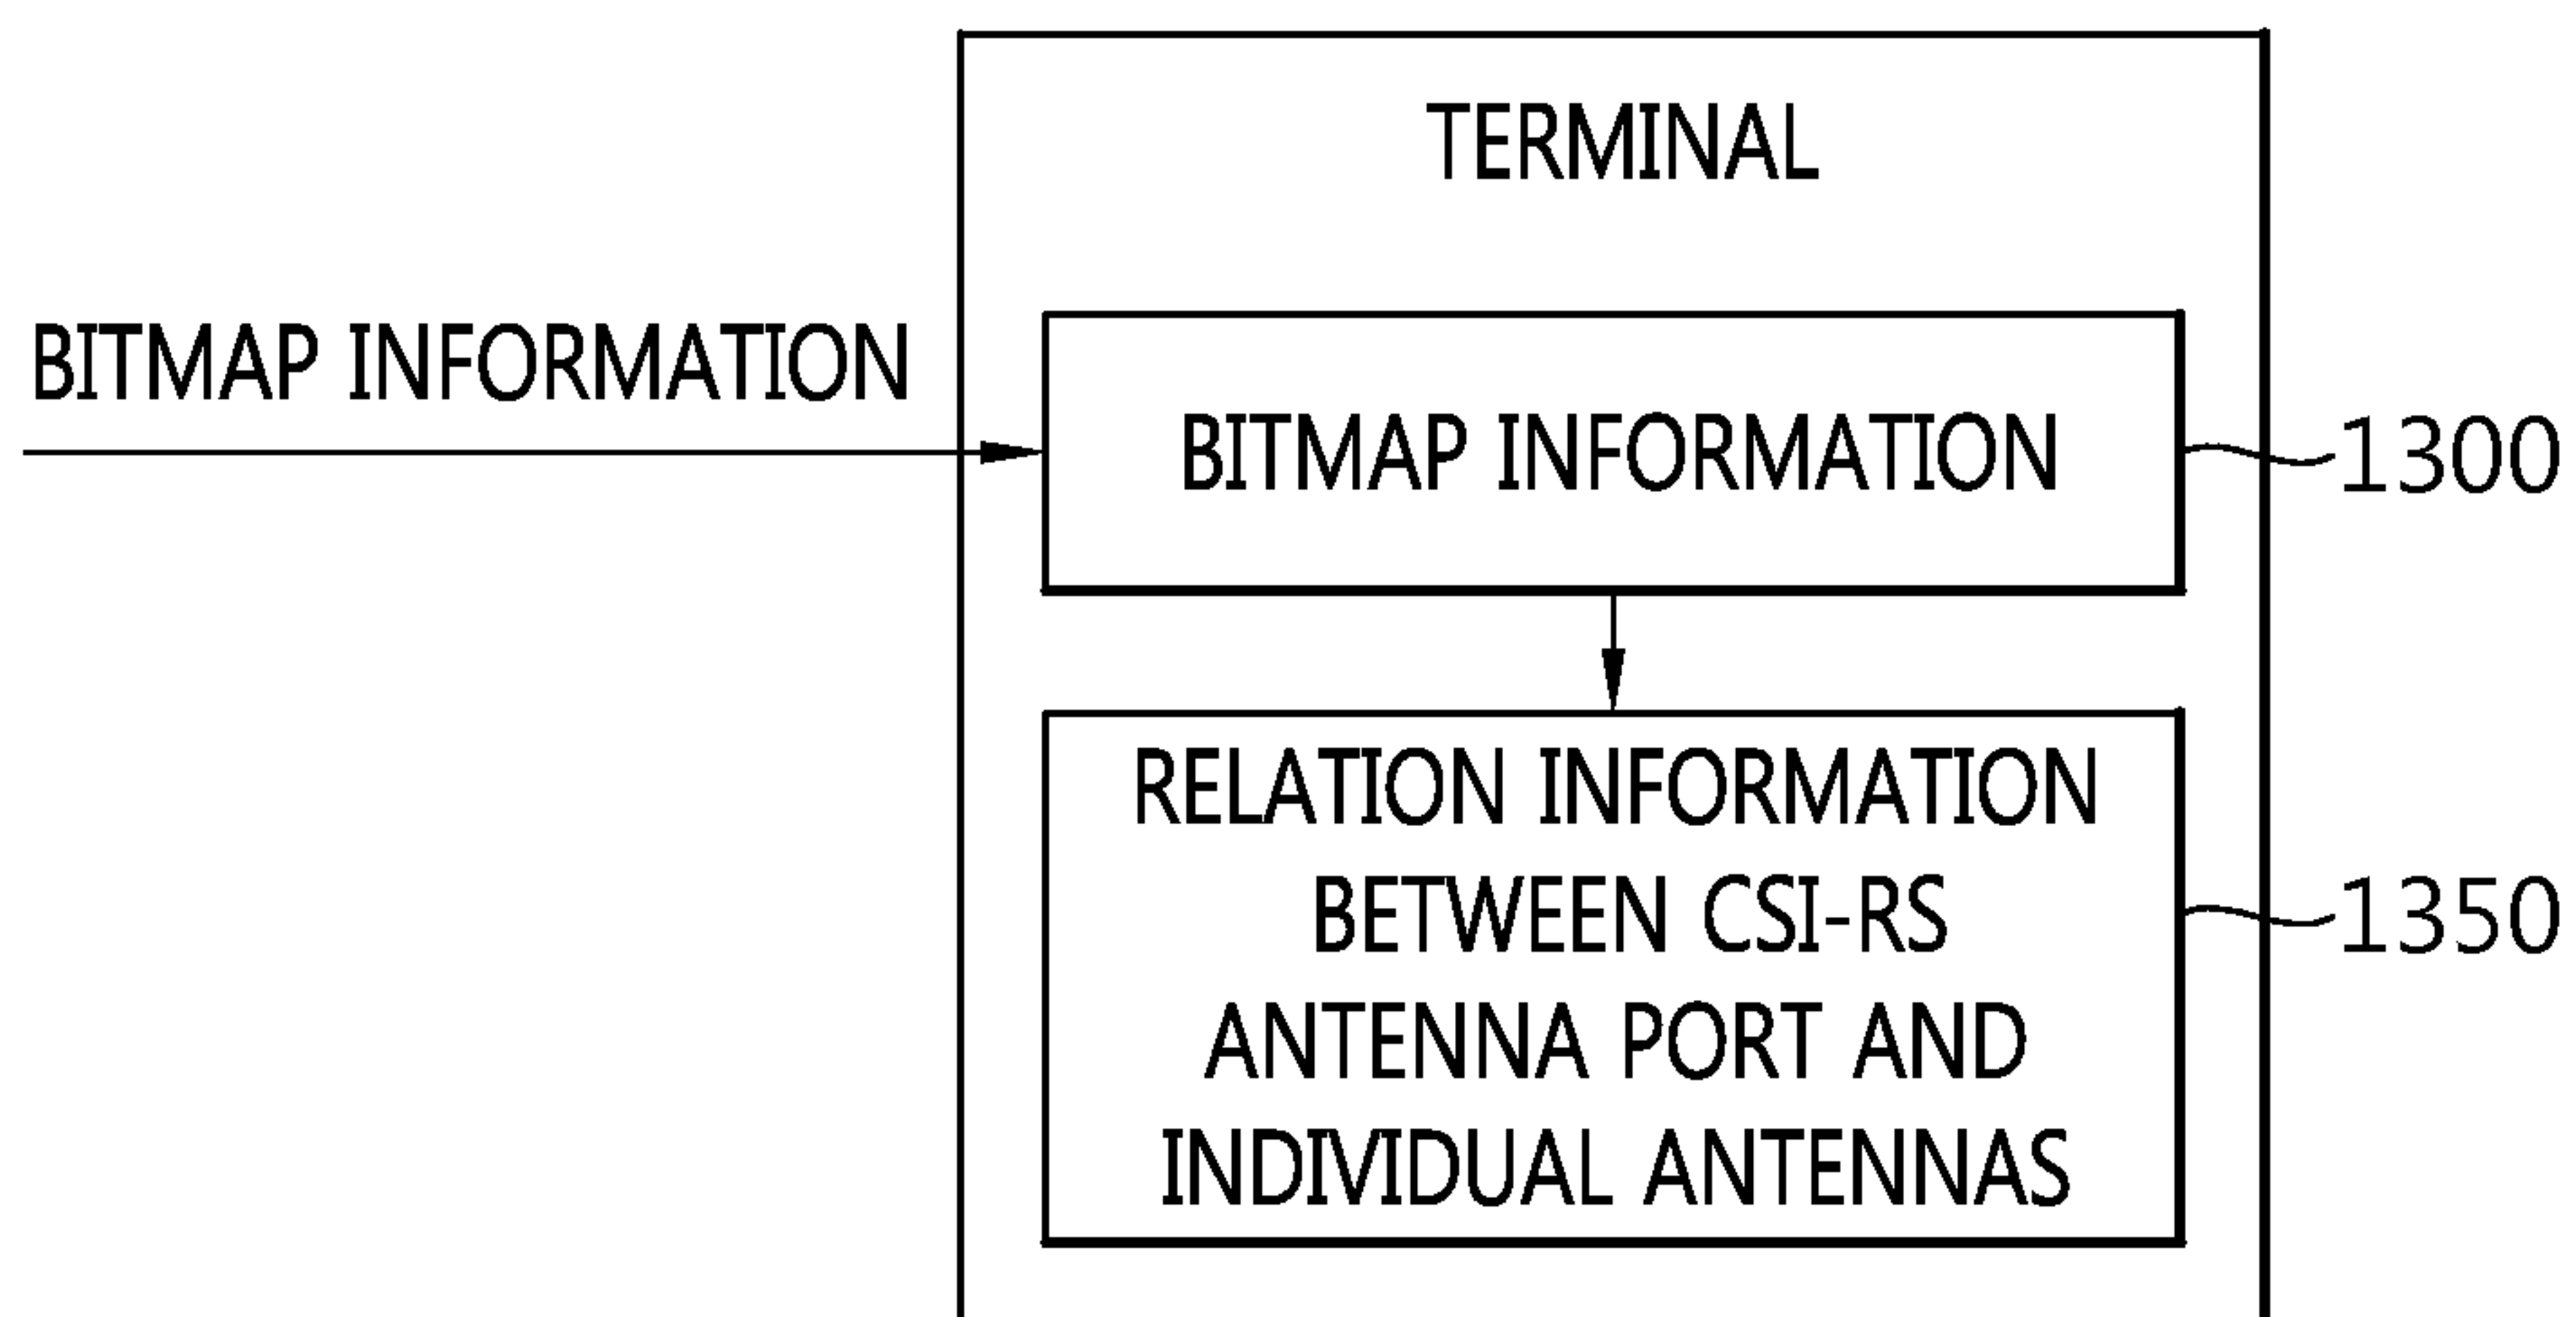 TERMINAL
BITMAP INFORMATION
BITMAP INFORMATION
1300
RELATION INFORMATION
BETWEEN CSI-RS
ANTENNA PORT AND
INDIVIDUAL ANTENNAS
1350